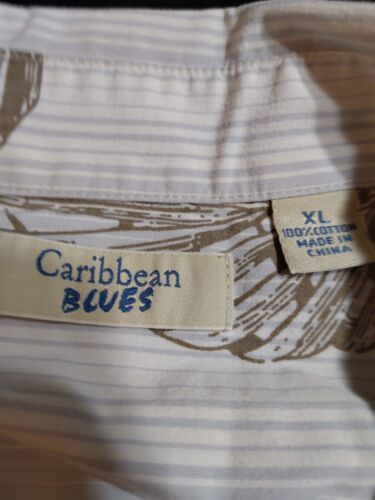 Caribbean
BLUES
XL
100% COTTON
MADE IN
CHINA